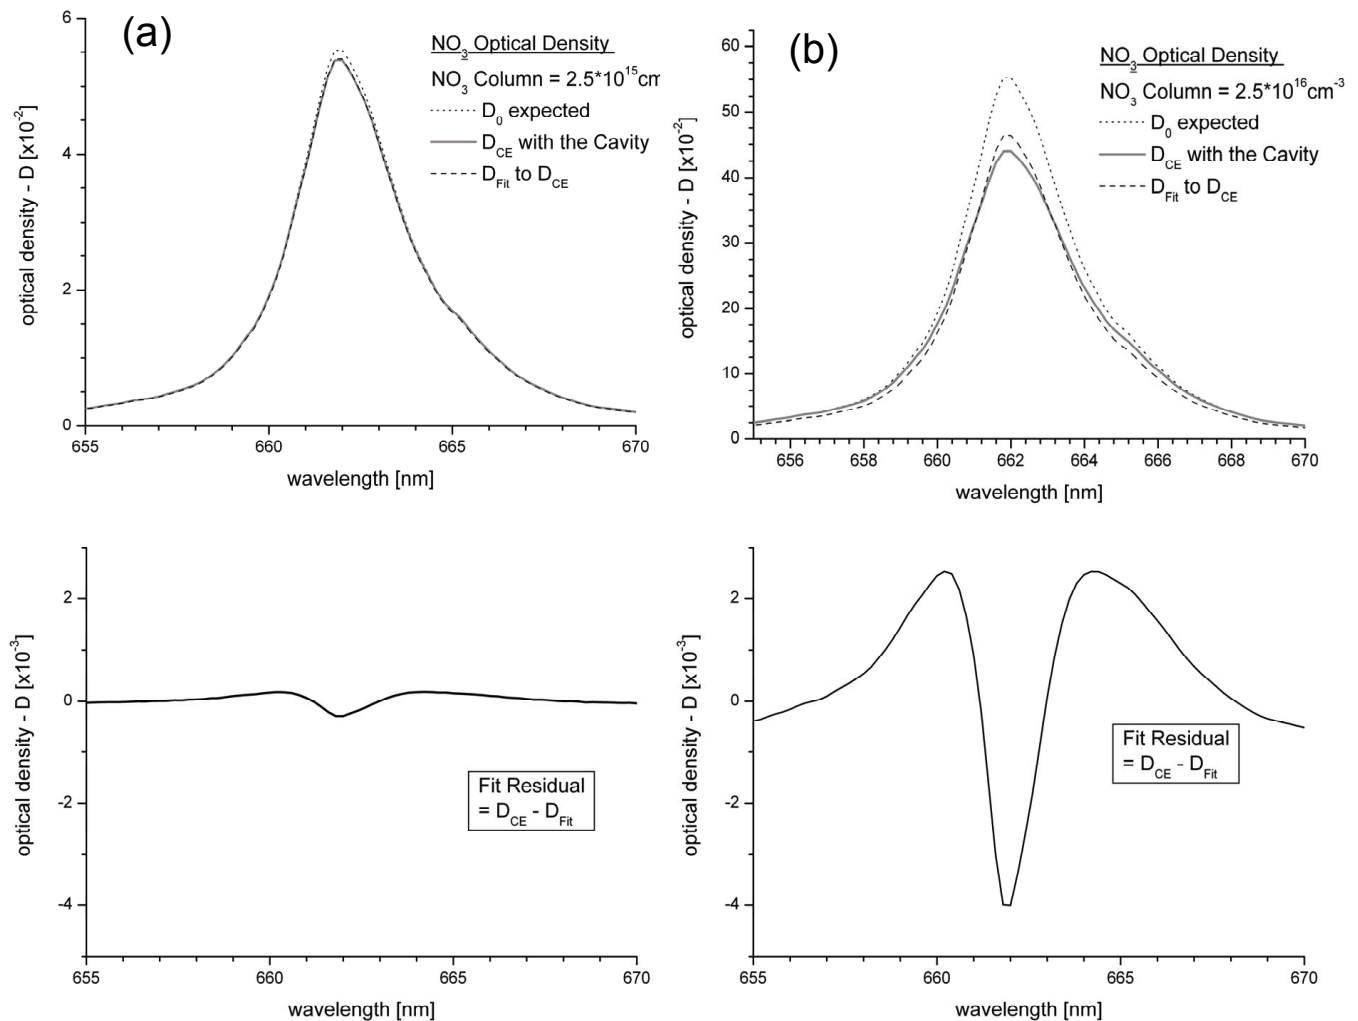 (a)
NO3 Optical Density
NO3 Column = 2.5*10^15cm
D0 expected
DCE with the Cavity
DFit to DCE
optical density - D [x10^-2]
6
4
2
0
655
660
665
670
wavelength [nm]
(b)
NO3 Optical Density
NO3 Column = 2.5*10^16cm^-3
D0 expected
DCE with the Cavity
DFit to DCE
optical density - D [x10^-2]
60
50
40
30
20
10
0
656
658
660
662
664
666
668
670
wavelength [nm]
optical density - D [x10^-3]
2
0
-2
-4
Fit Residual
= DCE - DFit
655
660
665
670
wavelength [nm]
optical density - D [x10^-3]
2
0
-2
-4
Fit Residual
= DCE - DFit
655
660
665
670
wavelength [nm]